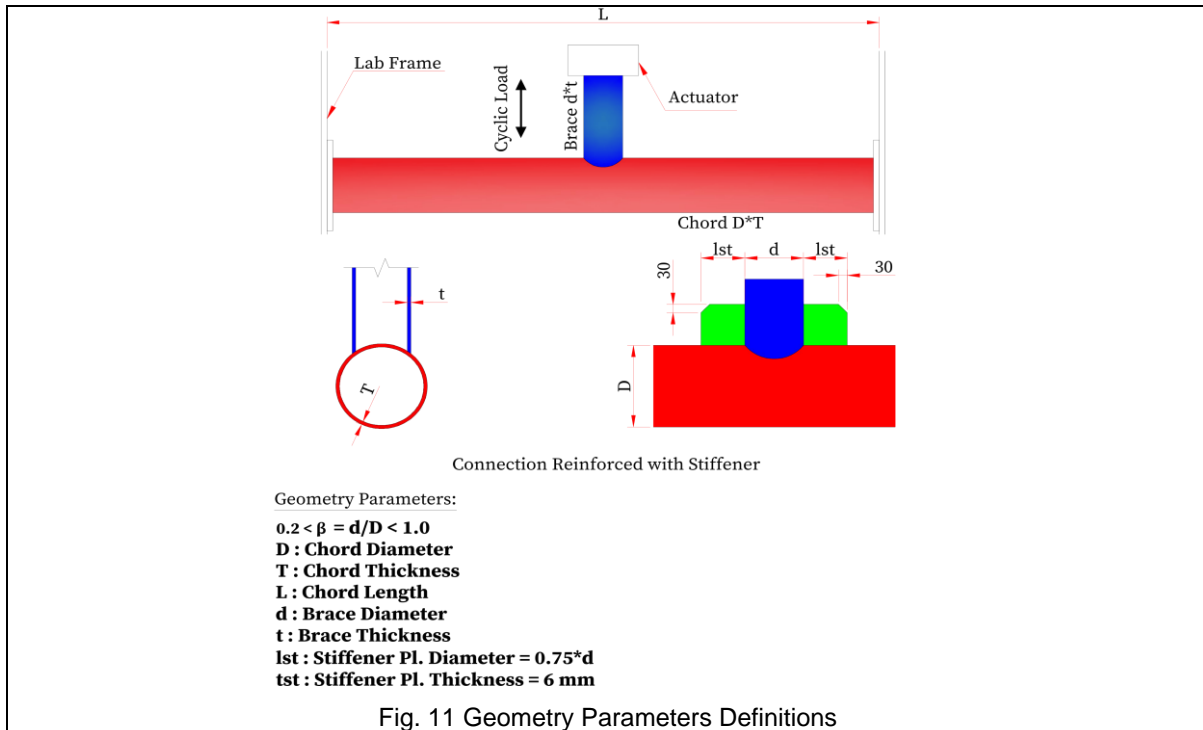 L
Lab Frame
Cyclic Load
Brace d*t
Actuator
Chord D*T
t
T
lst
d
lst
30
30
D
Connection Reinforced with Stiffener
Geometry Parameters:
0.2 < β = d/D < 1.0
D : Chord Diameter
T : Chord Thickness
L : Chord Length
d : Brace Diameter
t : Brace Thickness
lst : Stiffener Pl. Diameter = 0.75*d
tst : Stiffener Pl. Thickness = 6 mm
Fig. 11 Geometry Parameters Definitions